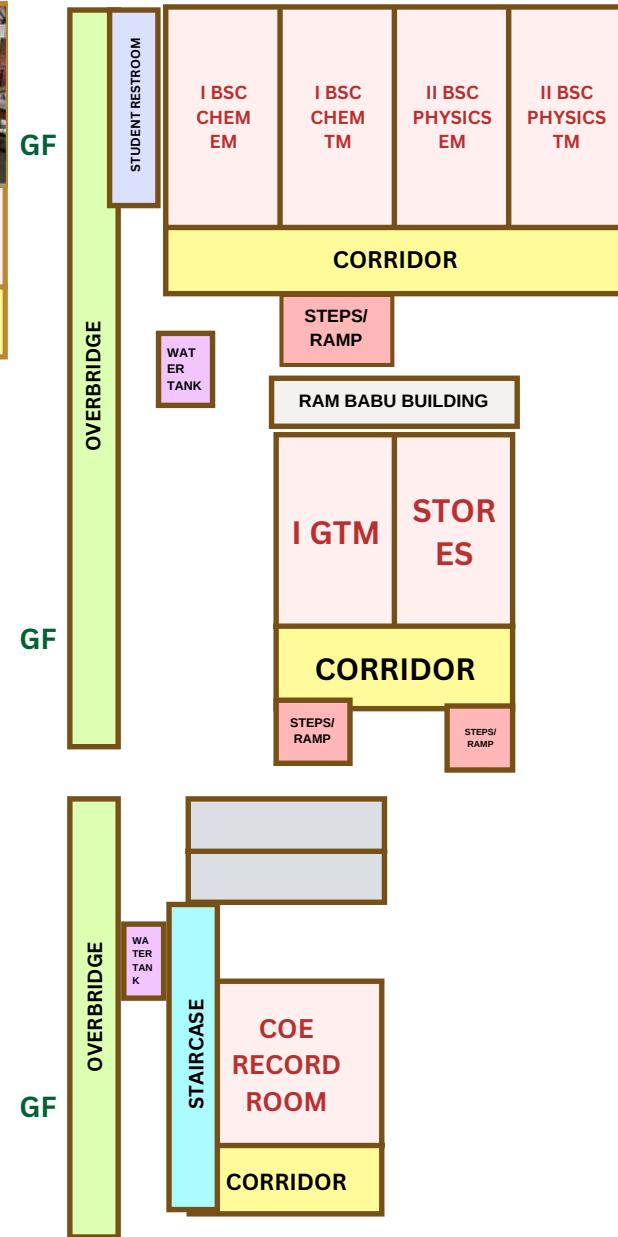 STUDENT RESTROOM
I BSC
CHEM
EM
I BSC
CHEM
TM
II BSC
PHYSICS
EM
II BSC
PHYSICS
TM
GF
CORRIDOR
STEPS/
RAMP
OVERBRIDGE
WAT
ER
TANK
RAM BABU BUILDING
I GTM
STOR
ES
GF
CORRIDOR
STEPS/
RAMP
STEPS/
RAMP
OVERBRIDGE
WA
TER
TAN
K
STAIRCASE
COE
RECORD
ROOM
GF
CORRIDOR